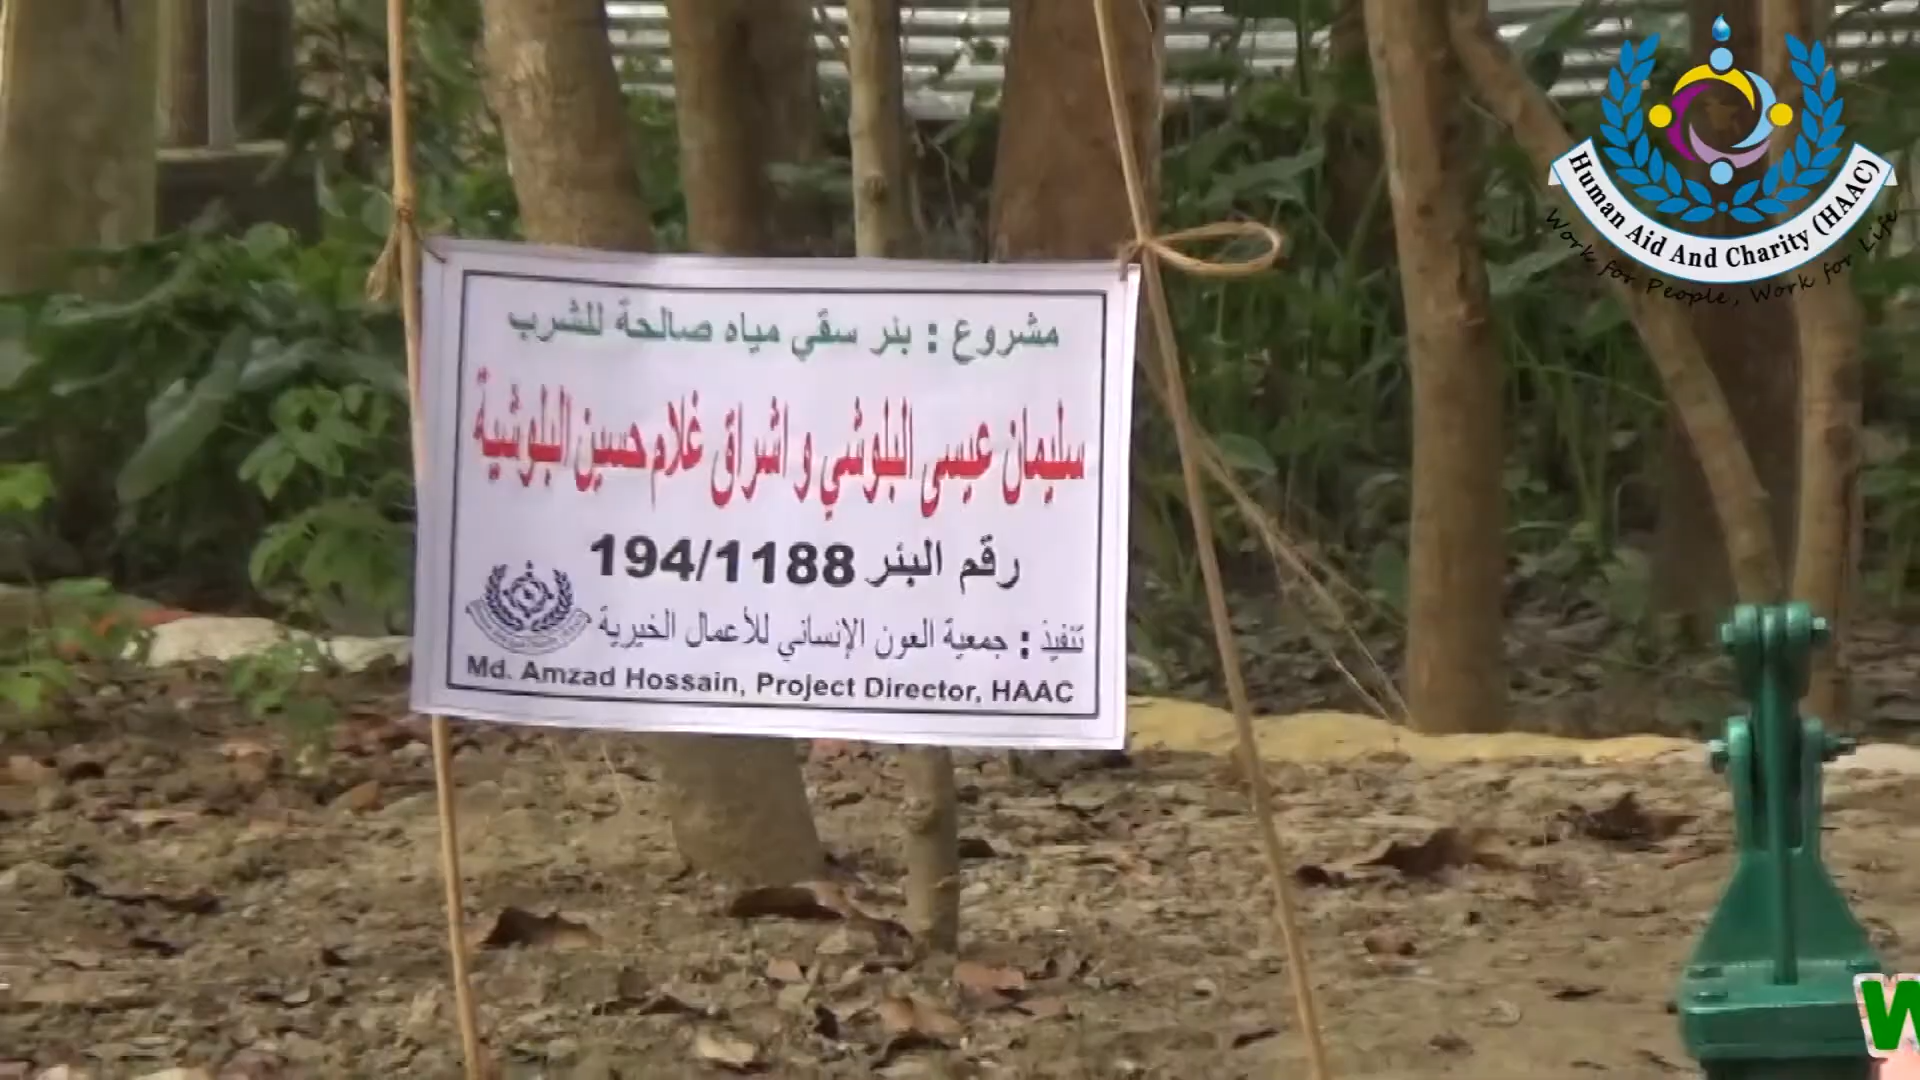 Human Aid And Charity (HAAC)
Work for People, Work for Life
مشروع : بئر سقي مياه صالحة للشرب
سليمان عيسى البلوشي و اشراق غلام حسين البلوشية
رقم البئر 194/1188
تنفيذ : جمعية العون الإنساني للأعمال الخيرية
Md. Amzad Hossain, Project Director, HAAC
W